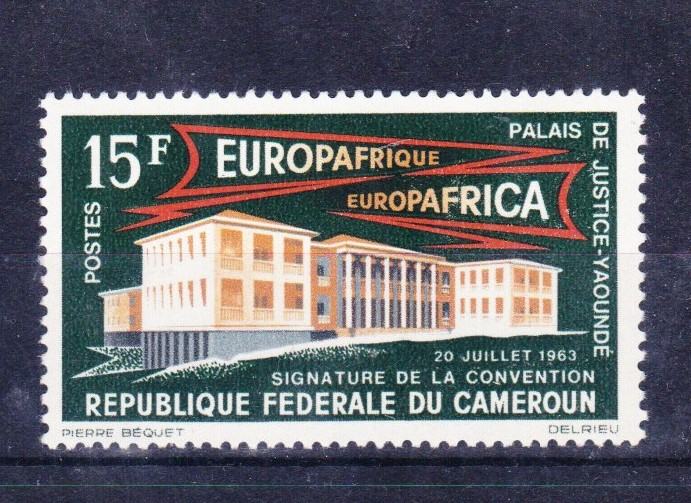 15F
EUROPAFRIQUE
EUROPAFRICA
PALAIS DE JUSTICE-YAOUNDÉ
POSTES
20 JUILLET 1963
SIGNATURE DE LA CONVENTION
REPUBLIQUE FEDERALE DU CAMEROUN
PIERRE BÉQUET
DELRIEU